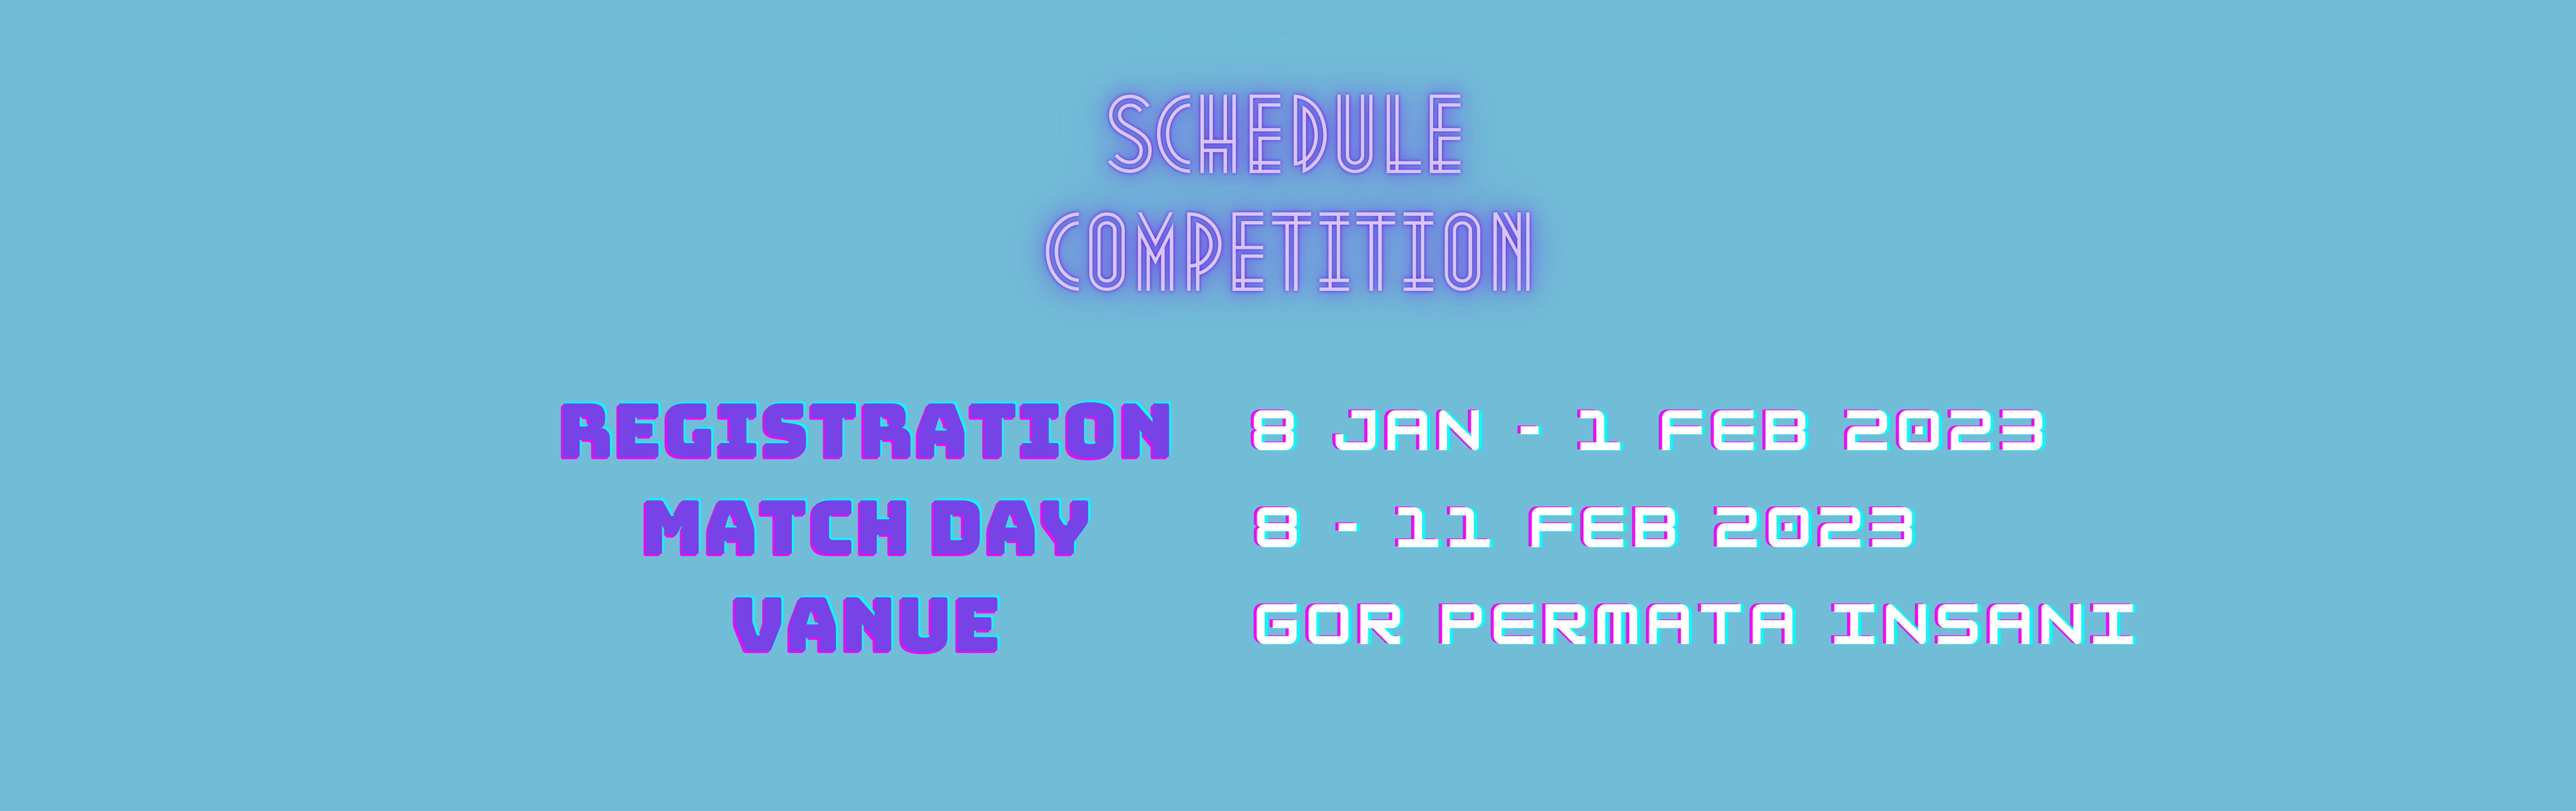 SCHEDULE
COMPETITION
REGISTRATION 8 JAN - 1 FEB 2023
MATCH DAY 8 - 11 FEB 2023
VANUE GOR PERMATA INSANI